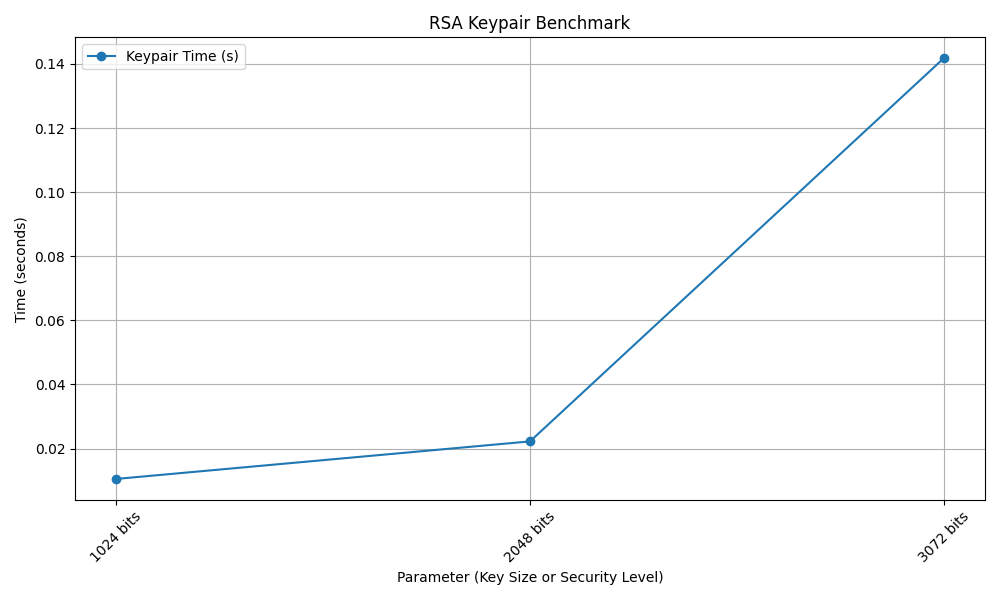 RSA Keypair Benchmark
Keypair Time (s)
Time (seconds)
0.14
0.12
0.10
0.08
0.06
0.04
0.02
1024 bits
2048 bits
3072 bits
Parameter (Key Size or Security Level)